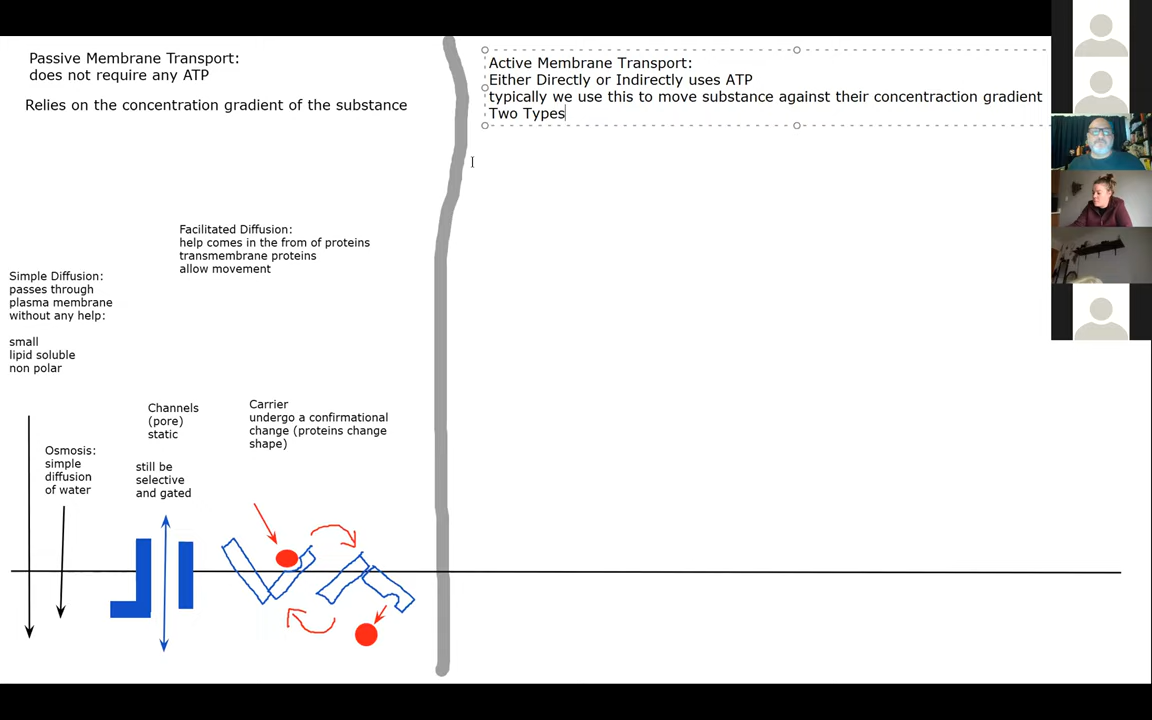 Passive Membrane Transport:
does not require any ATP
Relies on the concentration gradient of the substance
Active Membrane Transport:
Either Directly or Indirectly uses ATP
typically we use this to move substance against their concentraction gradient
Two Types
Facilitated Diffusion:
help comes in the from of proteins
transmembrane proteins
allow movement
Simple Diffusion:
passes through
plasma membrane
without any help:
small
lipid soluble
non polar
Osmosis:
simple
diffusion
of water
Channels
(pore)
static
still be
selective
and gated
Carrier
undergo a confirmational
change (proteins change
shape)